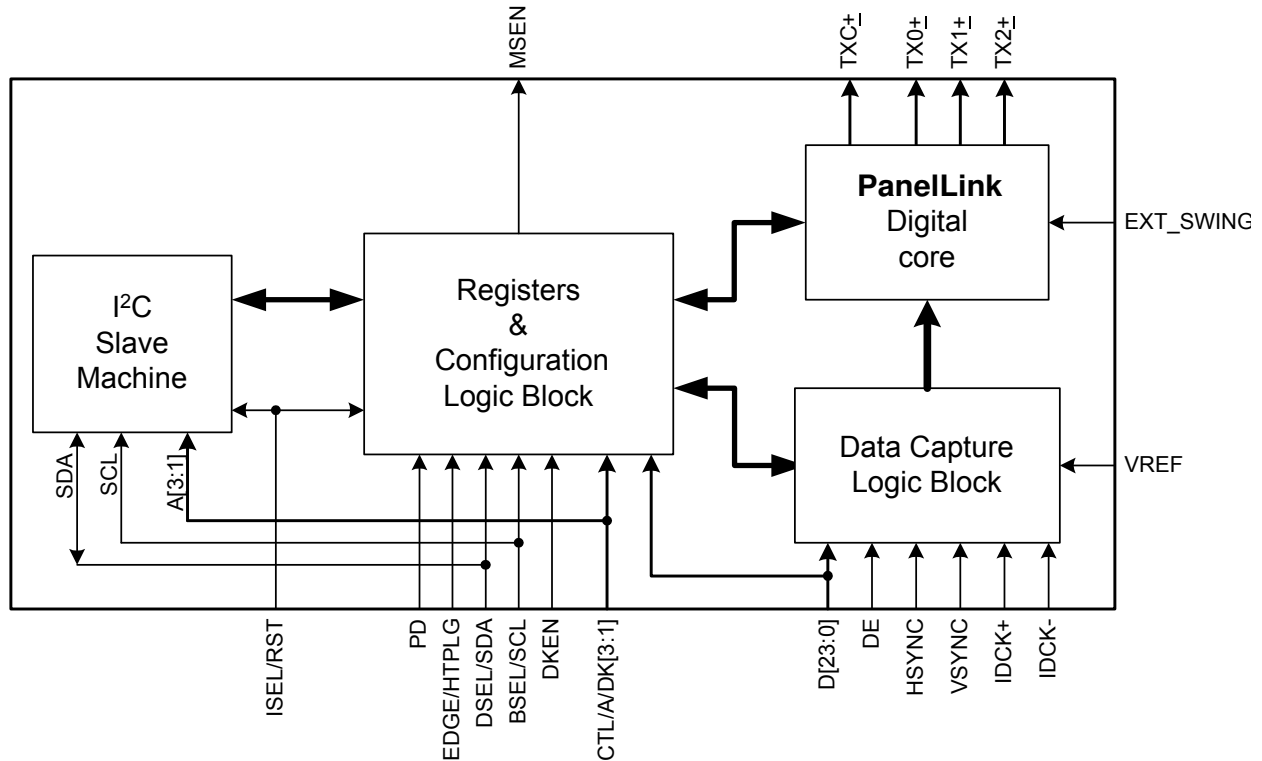 MSEN
TXC+
TX0+
TX1+
TX2+
PanelLink
Digital
core
EXT_SWING
I²C
Slave
Machine
Registers
&
Configuration
Logic Block
Data Capture
Logic Block
VREF
SDA
SCL
A[3:1]
ISEL/RST
PD
EDGE/HTPLG
DSEL/SDA
BSEL/SCL
DKEN
CTL/A/DK[3:1]
D[23:0]
DE
HSYNC
VSYNC
IDCK+
IDCK-